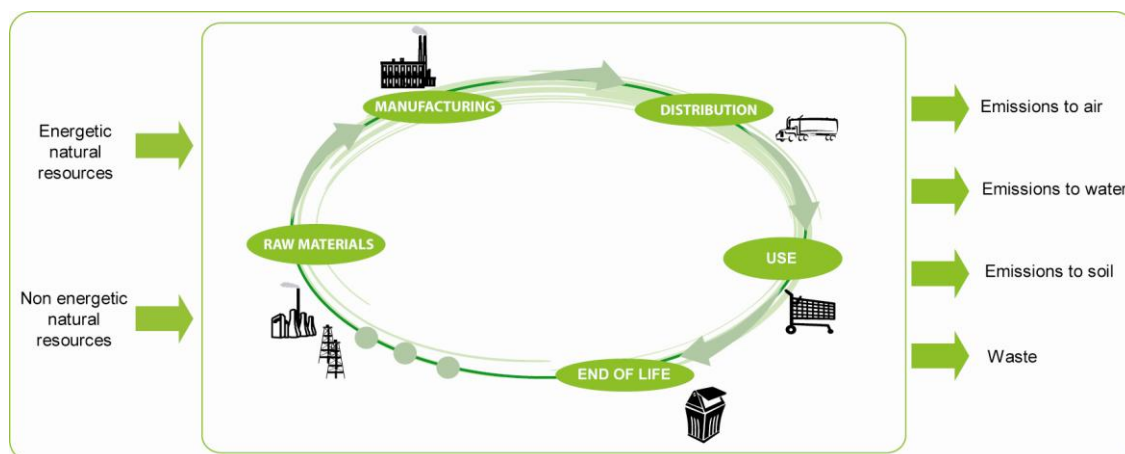 Energetic
natural
resources
Non energetic
natural
resources
MANUFACTURING
DISTRIBUTION
RAW MATERIALS
USE
END OF LIFE
Emissions to air
Emissions to water
Emissions to soil
Waste